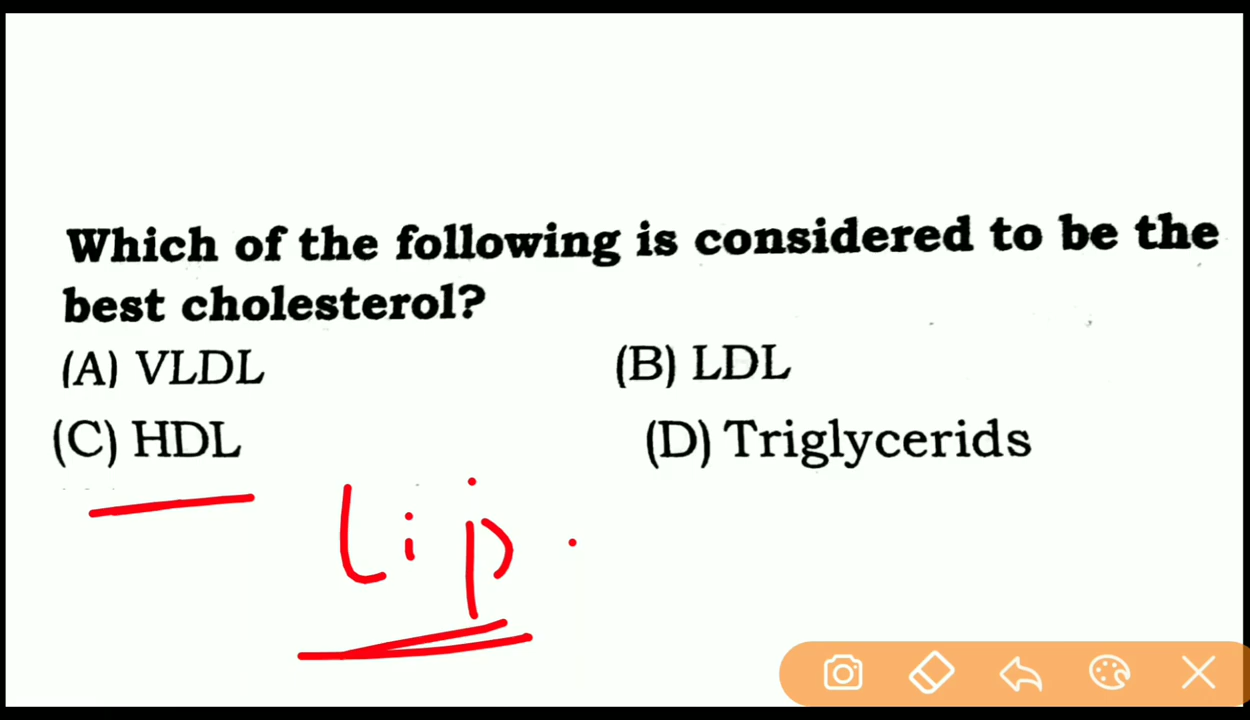 Which of the following is considered to be the
best cholesterol?
(A) VLDL
(B) LDL
(C) HDL
(D) Triglycerids
Lip